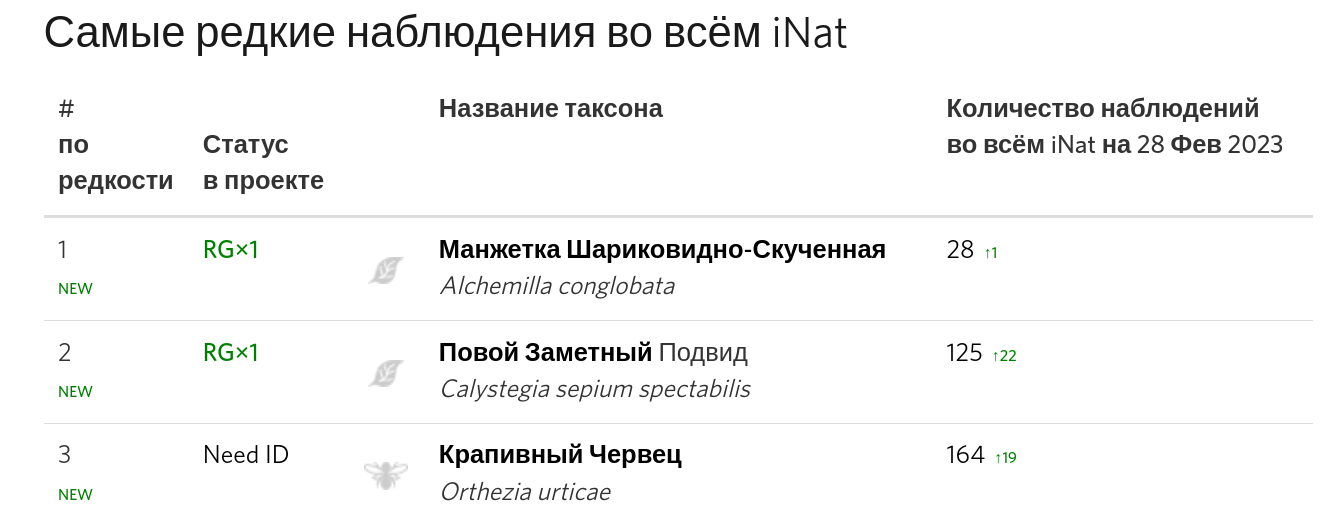 Самые редкие наблюдения во всём iNat
#
по
редкости
Статус
в проекте
Название таксона
Количество наблюдений
во всём iNat на 28 Фев 2023
1
NEW
RG×1
Манжетка Шариковидно-Скученная
Alchemilla conglobata
28 ↑1
2
NEW
RG×1
Повой Заметный Подвид
Calystegia sepium spectabilis
125 ↑22
3
NEW
Need ID
Крапивный Червец
Orthezia urticae
164 ↑19